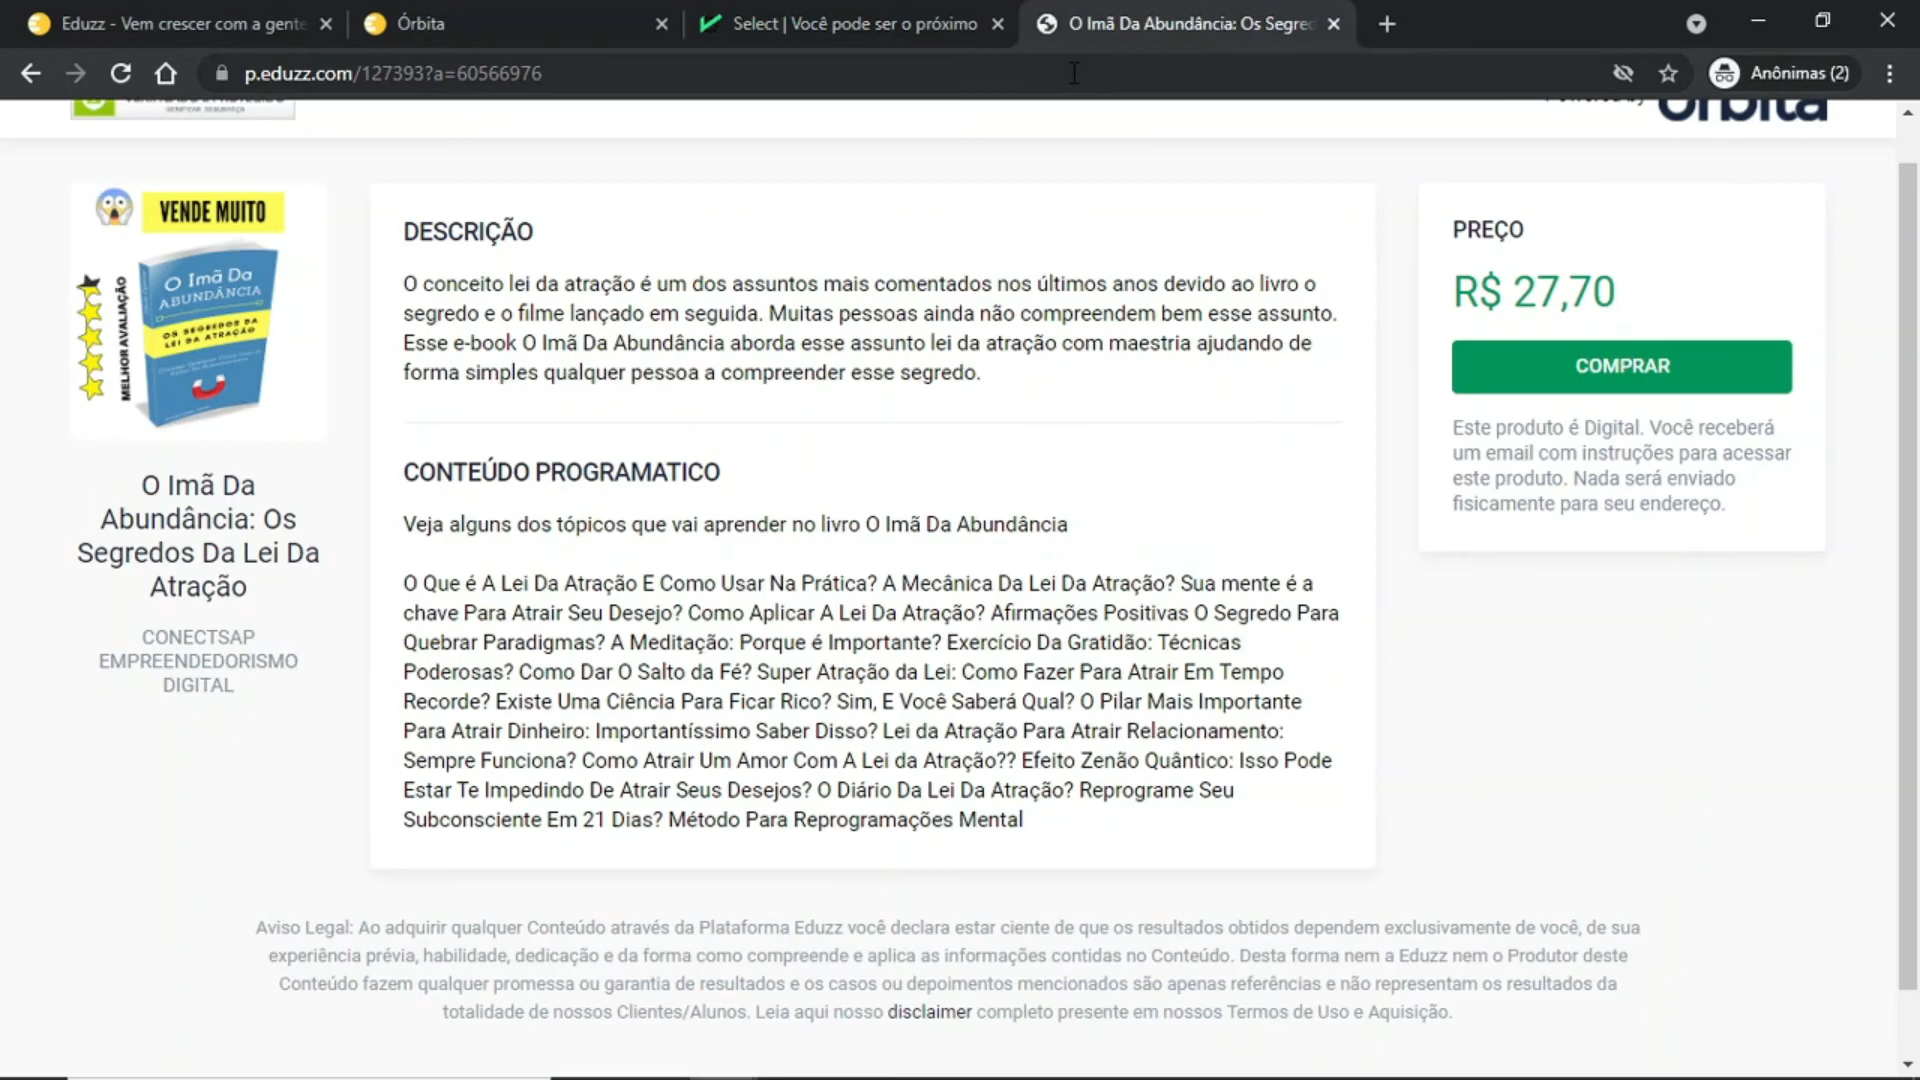 Eduzz - Vem crescer com a gente
Órbita
Select | Você pode ser o próximo
O Imã Da Abundância: Os Segred
p.eduzz.com/127393?a=60566976
Anônimas (2)
VERIFICAR SEGURANÇA
Powered by
órbita
VENDE MUITO
MELHOR AVALIAÇÃO
O Imã Da
ABUNDÂNCIA
OS SEGREDOS DA
LEI DA ATRAÇÃO
O Imã Da
Abundância: Os
Segredos Da Lei Da
Atração
CONECTSAP
EMPREENDEDORISMO
DIGITAL
DESCRIÇÃO
O conceito lei da atração é um dos assuntos mais comentados nos últimos anos devido ao livro o
segredo e o filme lançado em seguida. Muitas pessoas ainda não compreendem bem esse assunto.
Esse e-book O Imã Da Abundância aborda esse assunto lei da atração com maestria ajudando de
forma simples qualquer pessoa a compreender esse segredo.
CONTEÚDO PROGRAMATICO
Veja alguns dos tópicos que vai aprender no livro O Imã Da Abundância
O Que é A Lei Da Atração E Como Usar Na Prática? A Mecânica Da Lei Da Atração? Sua mente é a
chave Para Atrair Seu Desejo? Como Aplicar A Lei Da Atração? Afirmações Positivas O Segredo Para
Quebrar Paradigmas? A Meditação: Porque é Importante? Exercício Da Gratidão: Técnicas
Poderosas? Como Dar O Salto da Fé? Super Atração da Lei: Como Fazer Para Atrair Em Tempo
Recorde? Existe Uma Ciência Para Ficar Rico? Sim, E Você Saberá Qual? O Pilar Mais Importante
Para Atrair Dinheiro: Importantíssimo Saber Disso? Lei da Atração Para Atrair Relacionamento:
Sempre Funciona? Como Atrair Um Amor Com A Lei da Atração?? Efeito Zenão Quântico: Isso Pode
Estar Te Impedindo De Atrair Seus Desejos? O Diário Da Lei Da Atração? Reprograme Seu
Subconsciente Em 21 Dias? Método Para Reprogramações Mental
PREÇO
R$ 27,70
COMPRAR
Este produto é Digital. Você receberá
um email com instruções para acessar
este produto. Nada será enviado
fisicamente para seu endereço.
Aviso Legal: Ao adquirir qualquer Conteúdo através da Plataforma Eduzz você declara estar ciente de que os resultados obtidos dependem exclusivamente de você, de sua
experiência prévia, habilidade, dedicação e da forma como compreende e aplica as informações contidas no Conteúdo. Desta forma nem a Eduzz nem o Produtor deste
Conteúdo fazem qualquer promessa ou garantia de resultados e os casos ou depoimentos mencionados são apenas referências e não representam os resultados da
totalidade de nossos Clientes/Alunos. Leia aqui nosso disclaimer completo presente em nossos Termos de Uso e Aquisição.